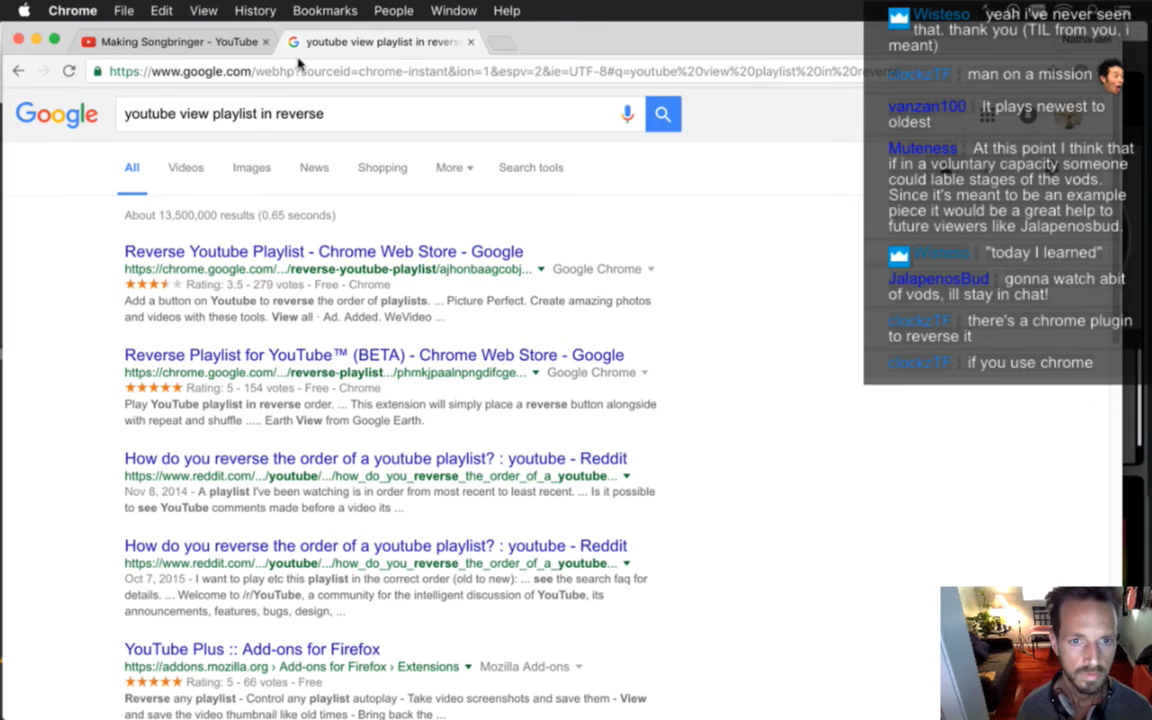 Chrome File Edit View History Bookmarks People Window Help
Making Songbringer - YouTube
youtube view playlist in revers
https://www.google.com/webhp?sourceid=chrome-instant&ion=1&espv=2&ie=UTF-8#q=youtube%20view%20playlist%20in%20reverse
Google
youtube view playlist in reverse
All Videos Images News Shopping More Search tools
About 13,500,000 results (0.65 seconds)
Reverse Youtube Playlist - Chrome Web Store - Google
https://chrome.google.com/.../reverse-youtube-playlist/ajhonbaagcobj... Google Chrome
Rating: 3.5 - 279 votes - Free - Chrome
Add a button on Youtube to reverse the order of playlists. ... Picture Perfect. Create amazing photos
and videos with these tools. View all · Ad. Added. WeVideo ...
Reverse Playlist for YouTube™ (BETA) - Chrome Web Store - Google
https://chrome.google.com/.../reverse-playlist.../phmkjpaalnpngdifcge... Google Chrome
Rating: 5 - 154 votes - Free - Chrome
Play YouTube playlist in reverse order. ... This extension will simply place a reverse button alongside
with repeat and shuffle ..... Earth View from Google Earth.
How do you reverse the order of a youtube playlist? : youtube - Reddit
https://www.reddit.com/.../youtube/.../how_do_you_reverse_the_order_of_a_youtube...
Nov 8, 2014 - A playlist I've been watching is in order from most recent to least recent. ... Is it possible
to see YouTube comments made before a video its ...
How do you reverse the order of a youtube playlist? : youtube - Reddit
https://www.reddit.com/.../youtube/.../how_do_you_reverse_the_order_of_a_youtube...
Oct 7, 2015 - I want to play etc this playlist in the correct order (old to new): ... see the search faq for
details. ... Welcome to /r/YouTube, a community for the intelligent discussion of YouTube, its
announcements, features, bugs, design, ...
YouTube Plus :: Add-ons for Firefox
https://addons.mozilla.org › Add-ons for Firefox › Extensions Mozilla Add-ons
Rating: 5 - 66 votes - Free
Reverse any playlist - Control any playlist autoplay - Take video screenshots and save them - View
and save the video thumbnail like old times - Bring back the ...
Wisteso : yeah i've never seen
that. thank you (TIL from you, i
meant)
clockzTF : man on a mission
vanzan100 : It plays newest to
oldest
Muteness : At this point I think that
if in a voluntary capacity someone
could lable stages of the vods.
Since it's meant to be an example
piece it would be a great help to
future viewers like Jalapenosbud.
Wisteso : "today I learned"
JalapenosBud : gonna watch abit
of vods, ill stay in chat!
clockzTF : there's a chrome plugin
to reverse it
clockzTF : if you use chrome